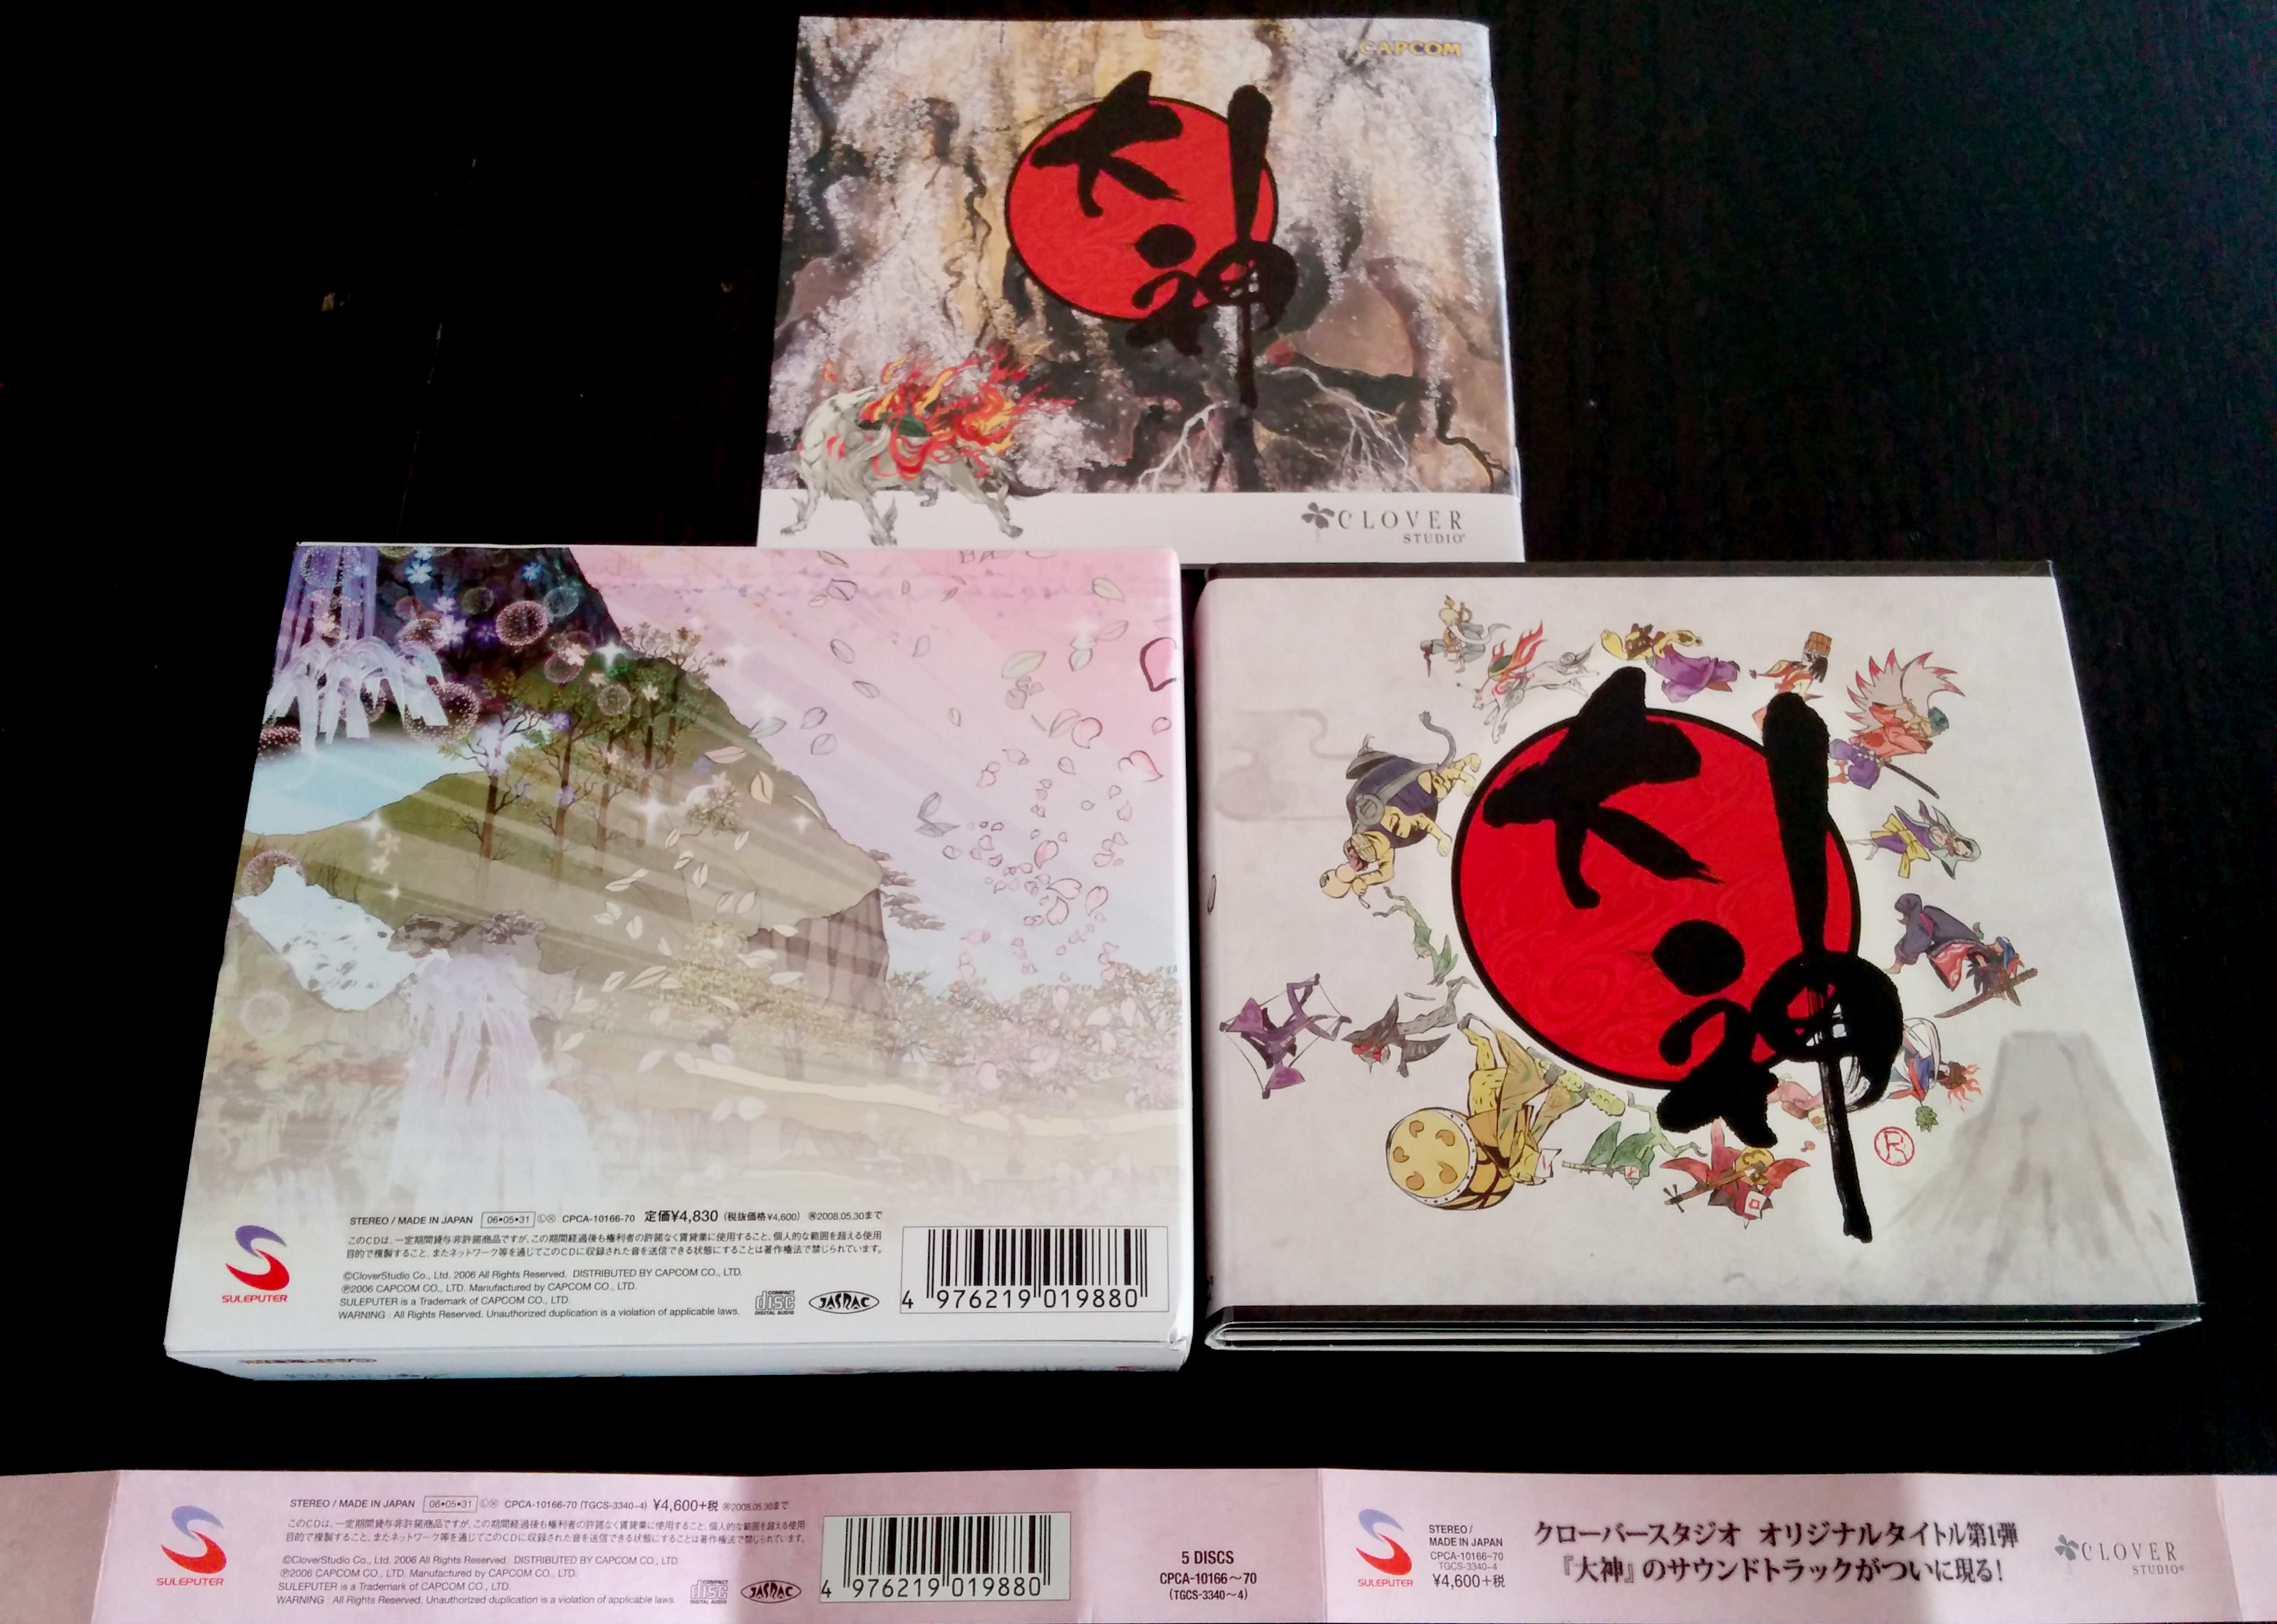 CAPCOM
大神
CLOVER
STUDIO
大神
STEREO / MADE IN JAPAN 06•05•31 Ⓛ CPCA-10166-70 定価¥4,830 (税抜価格¥4,600) 2008.05.30まで
このCDは、一定期間貸与非許諾商品ですが、この期間経過後も権利者の許諾なく賃貸業に使用すること、個人的な範囲を超える使用
目的で複製すること、またネットワーク等を通じてこのCDに収録された音を送信できる状態にすることは著作権法で禁じられています。
©CloverStudio Co., Ltd. 2006 All Rights Reserved. DISTRIBUTED BY CAPCOM CO., LTD.
℗2006 CAPCOM CO., LTD. Manufactured by CAPCOM CO., LTD.
SULEPUTER is a Trademark of CAPCOM CO., LTD.
WARNING : All Rights Reserved. Unauthorized duplication is a violation of applicable laws.
SULEPUTER
COMPACT
disc
DIGITAL AUDIO
JASRAC
4 976219 019880
STEREO / MADE IN JAPAN 06•05•31 Ⓛ CPCA-10166-70 (TGCS-3340-4) ¥4,600+税 2008.05.30まで
このCDは、一定期間貸与非許諾商品ですが、この期間経過後も権利者の許諾なく賃貸業に使用すること、個人的な範囲を超える使用
目的で複製すること、またネットワーク等を通じてこのCDに収録された音を送信できる状態にすることは著作権法で禁じられています。
©CloverStudio Co., Ltd. 2006 All Rights Reserved. DISTRIBUTED BY CAPCOM CO., LTD.
℗2006 CAPCOM CO., LTD. Manufactured by CAPCOM CO., LTD.
SULEPUTER is a Trademark of CAPCOM CO., LTD.
WARNING : All Rights Reserved. Unauthorized duplication is a violation of applicable laws.
SULEPUTER
COMPACT
disc
DIGITAL AUDIO
JASRAC
4 976219 019880
5 DISCS
CPCA-10166～70
(TGCS-3340～4)
SULEPUTER
STEREO /
MADE IN JAPAN
CPCA-10166-70
TGCS-3340-4
¥4,600+税
クローバースタジオ オリジナルタイトル第1弾
『大神』のサウンドトラックがついに現る！
CLOVER
STUDIO